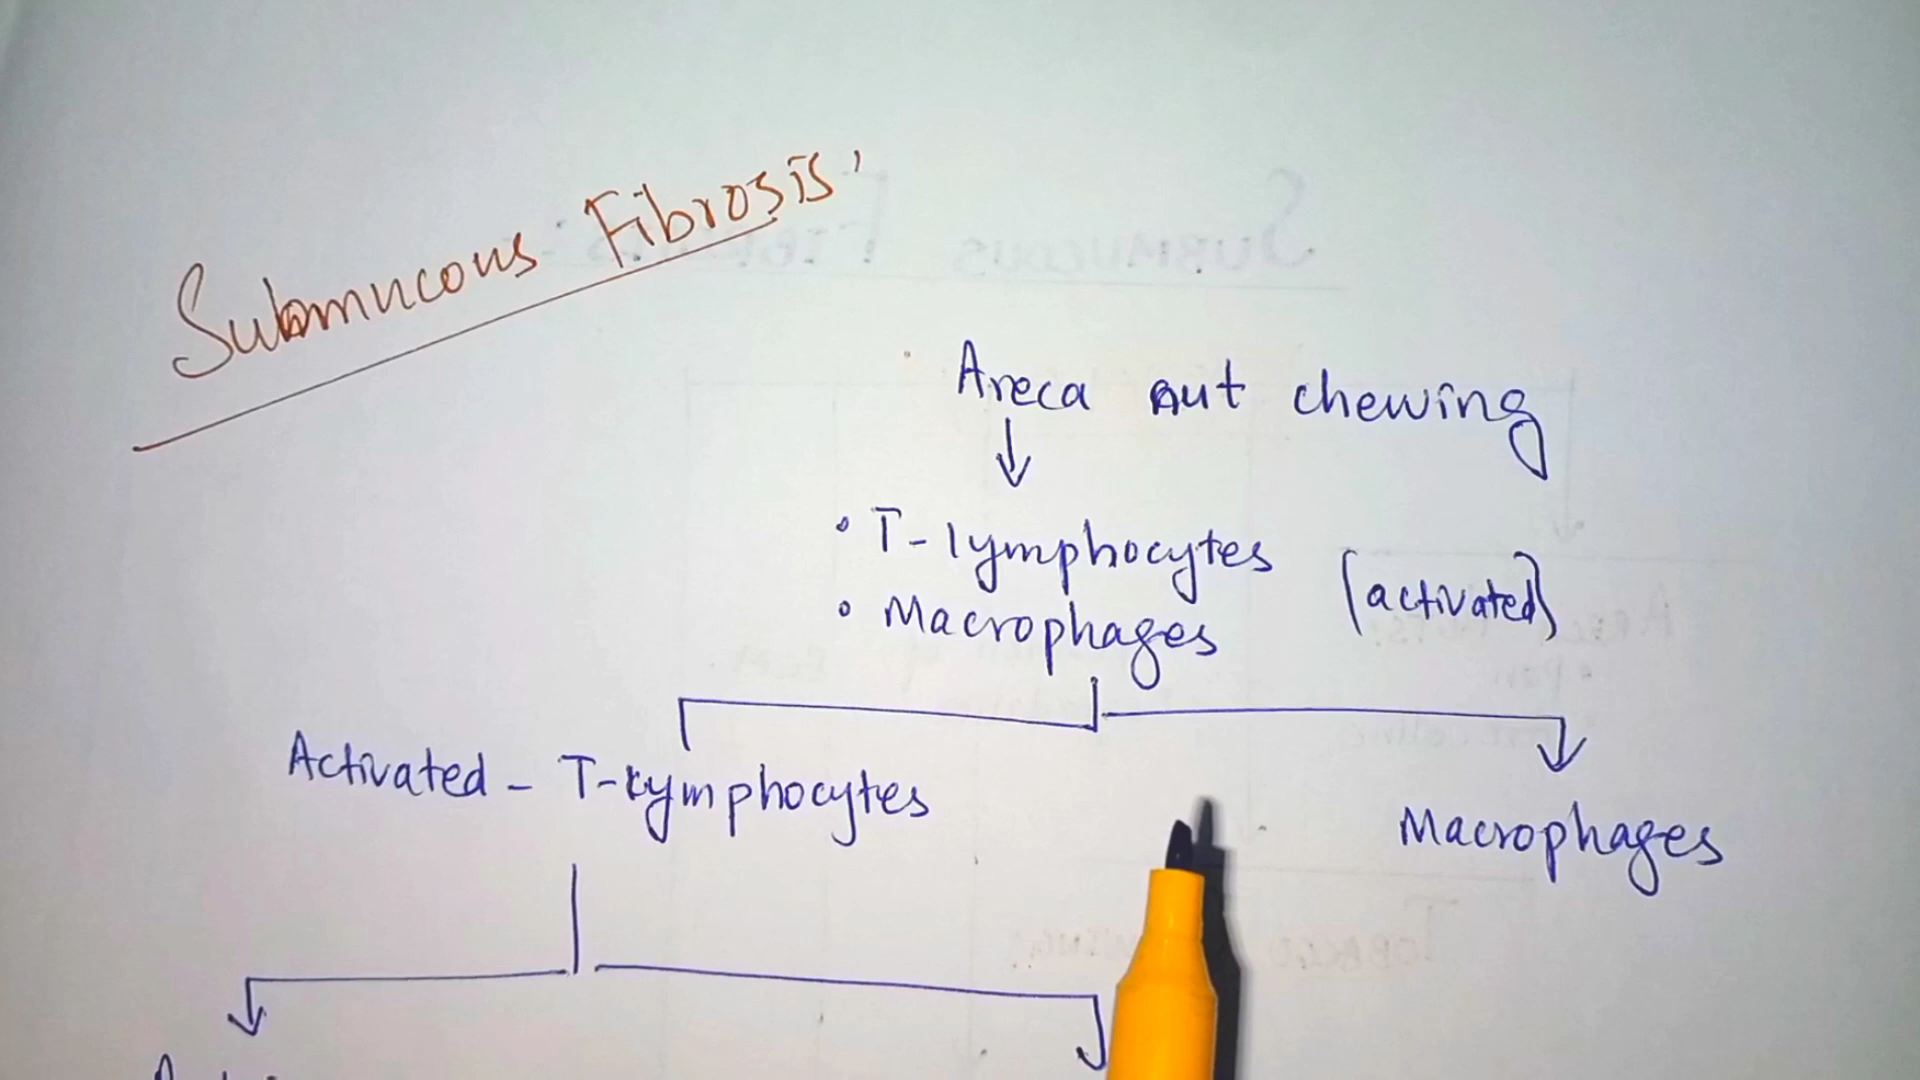 Submucous Fibrosis
Areca nut chewing
• T-lymphocytes
(activated)
• Macrophages
Activated - T-lymphocytes
Macrophages